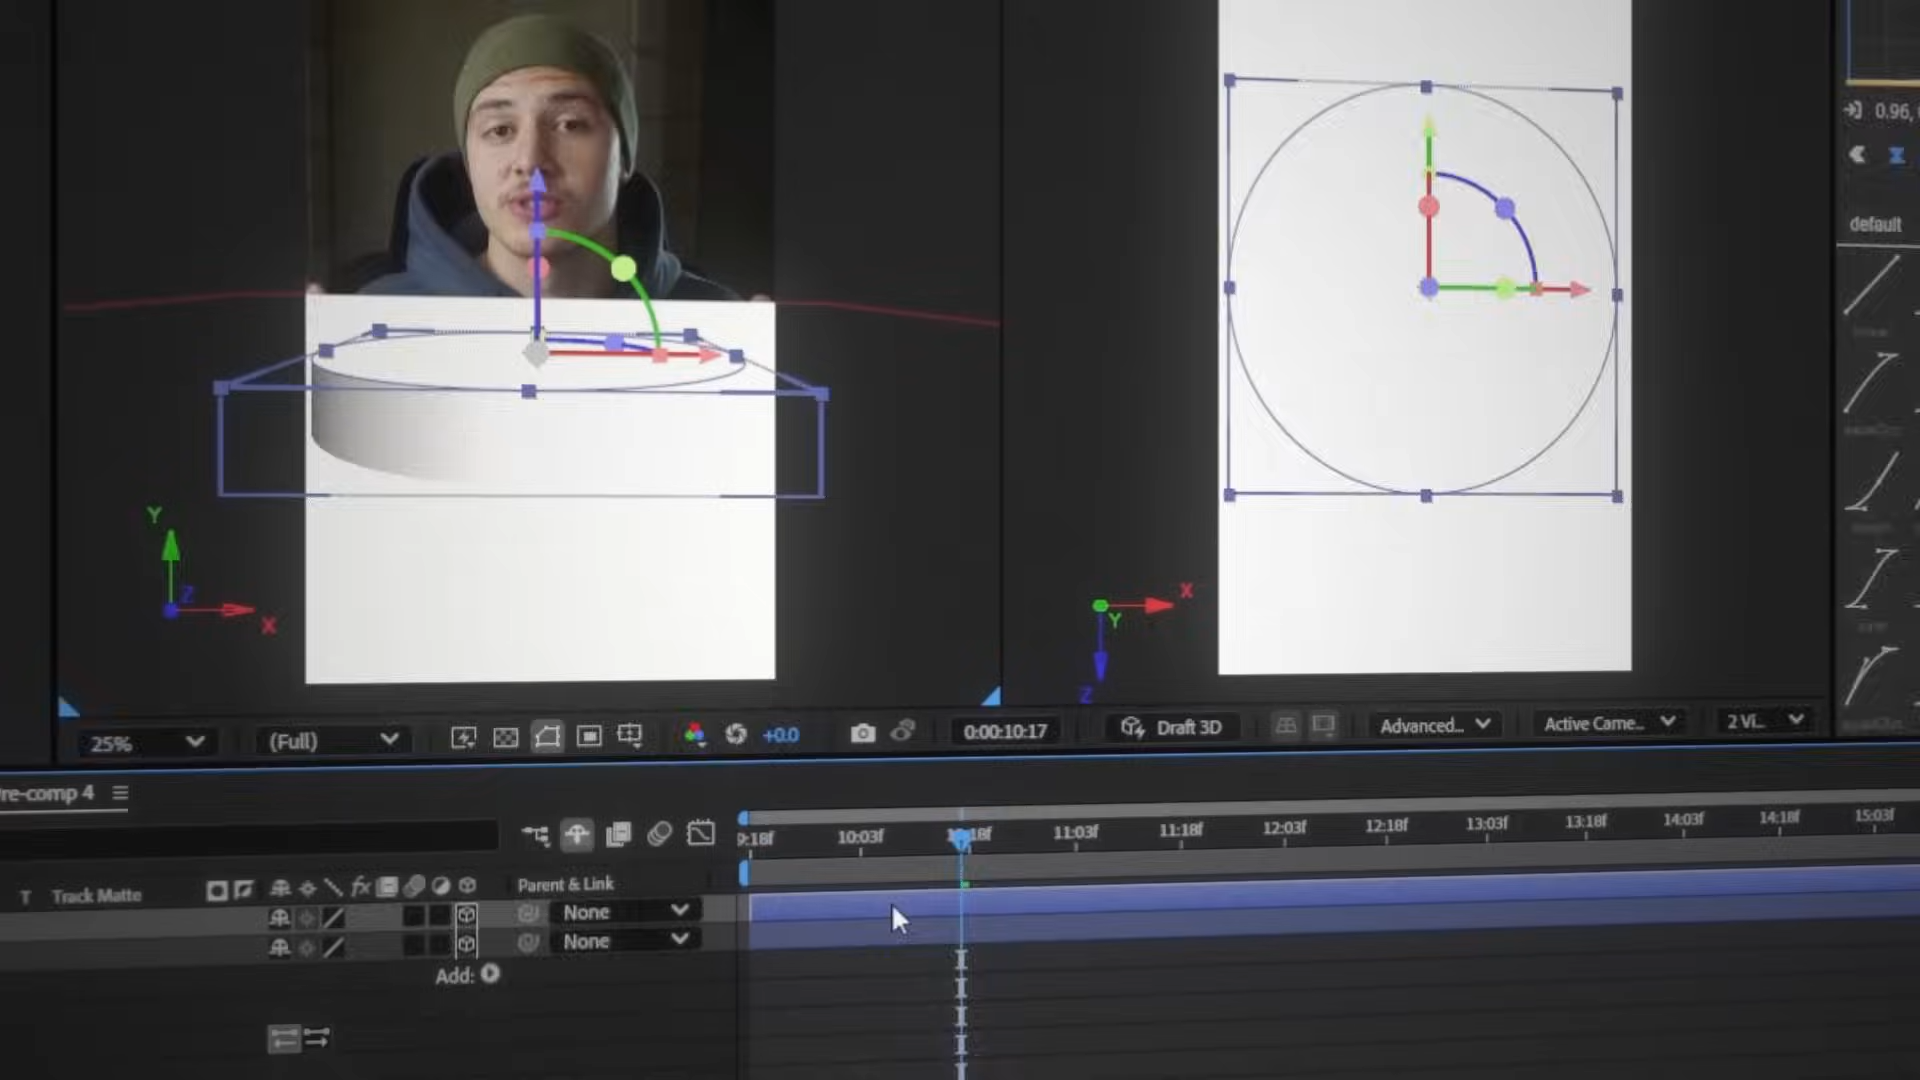 0.96,
default
Y
Z
X
X
Y
Z
25%
(Full)
+0.0
0:00:10:17
Draft 3D
Advanced...
Active Came...
2 Vi...
re-comp 4
9:18f
10:03f
11:03f
11:18f
12:03f
12:18f
13:03f
13:18f
14:03f
14:18f
15:03f
T
Track Matte
fx
Parent & Link
None
None
Add: